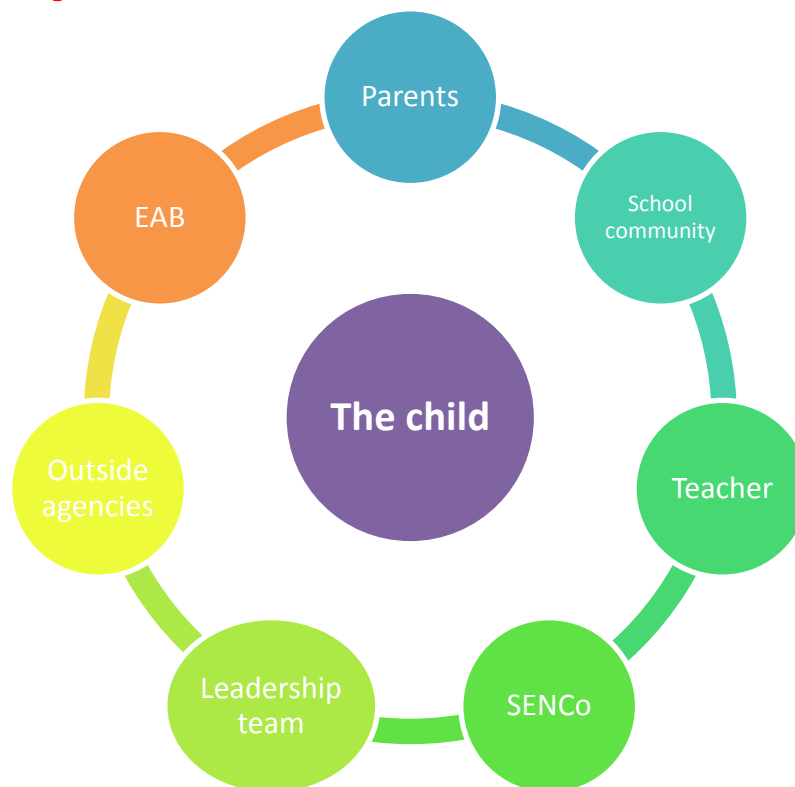 Parents
School
community
Teacher
SENCo
Leadership
team
Outside
agencies
EAB
The child